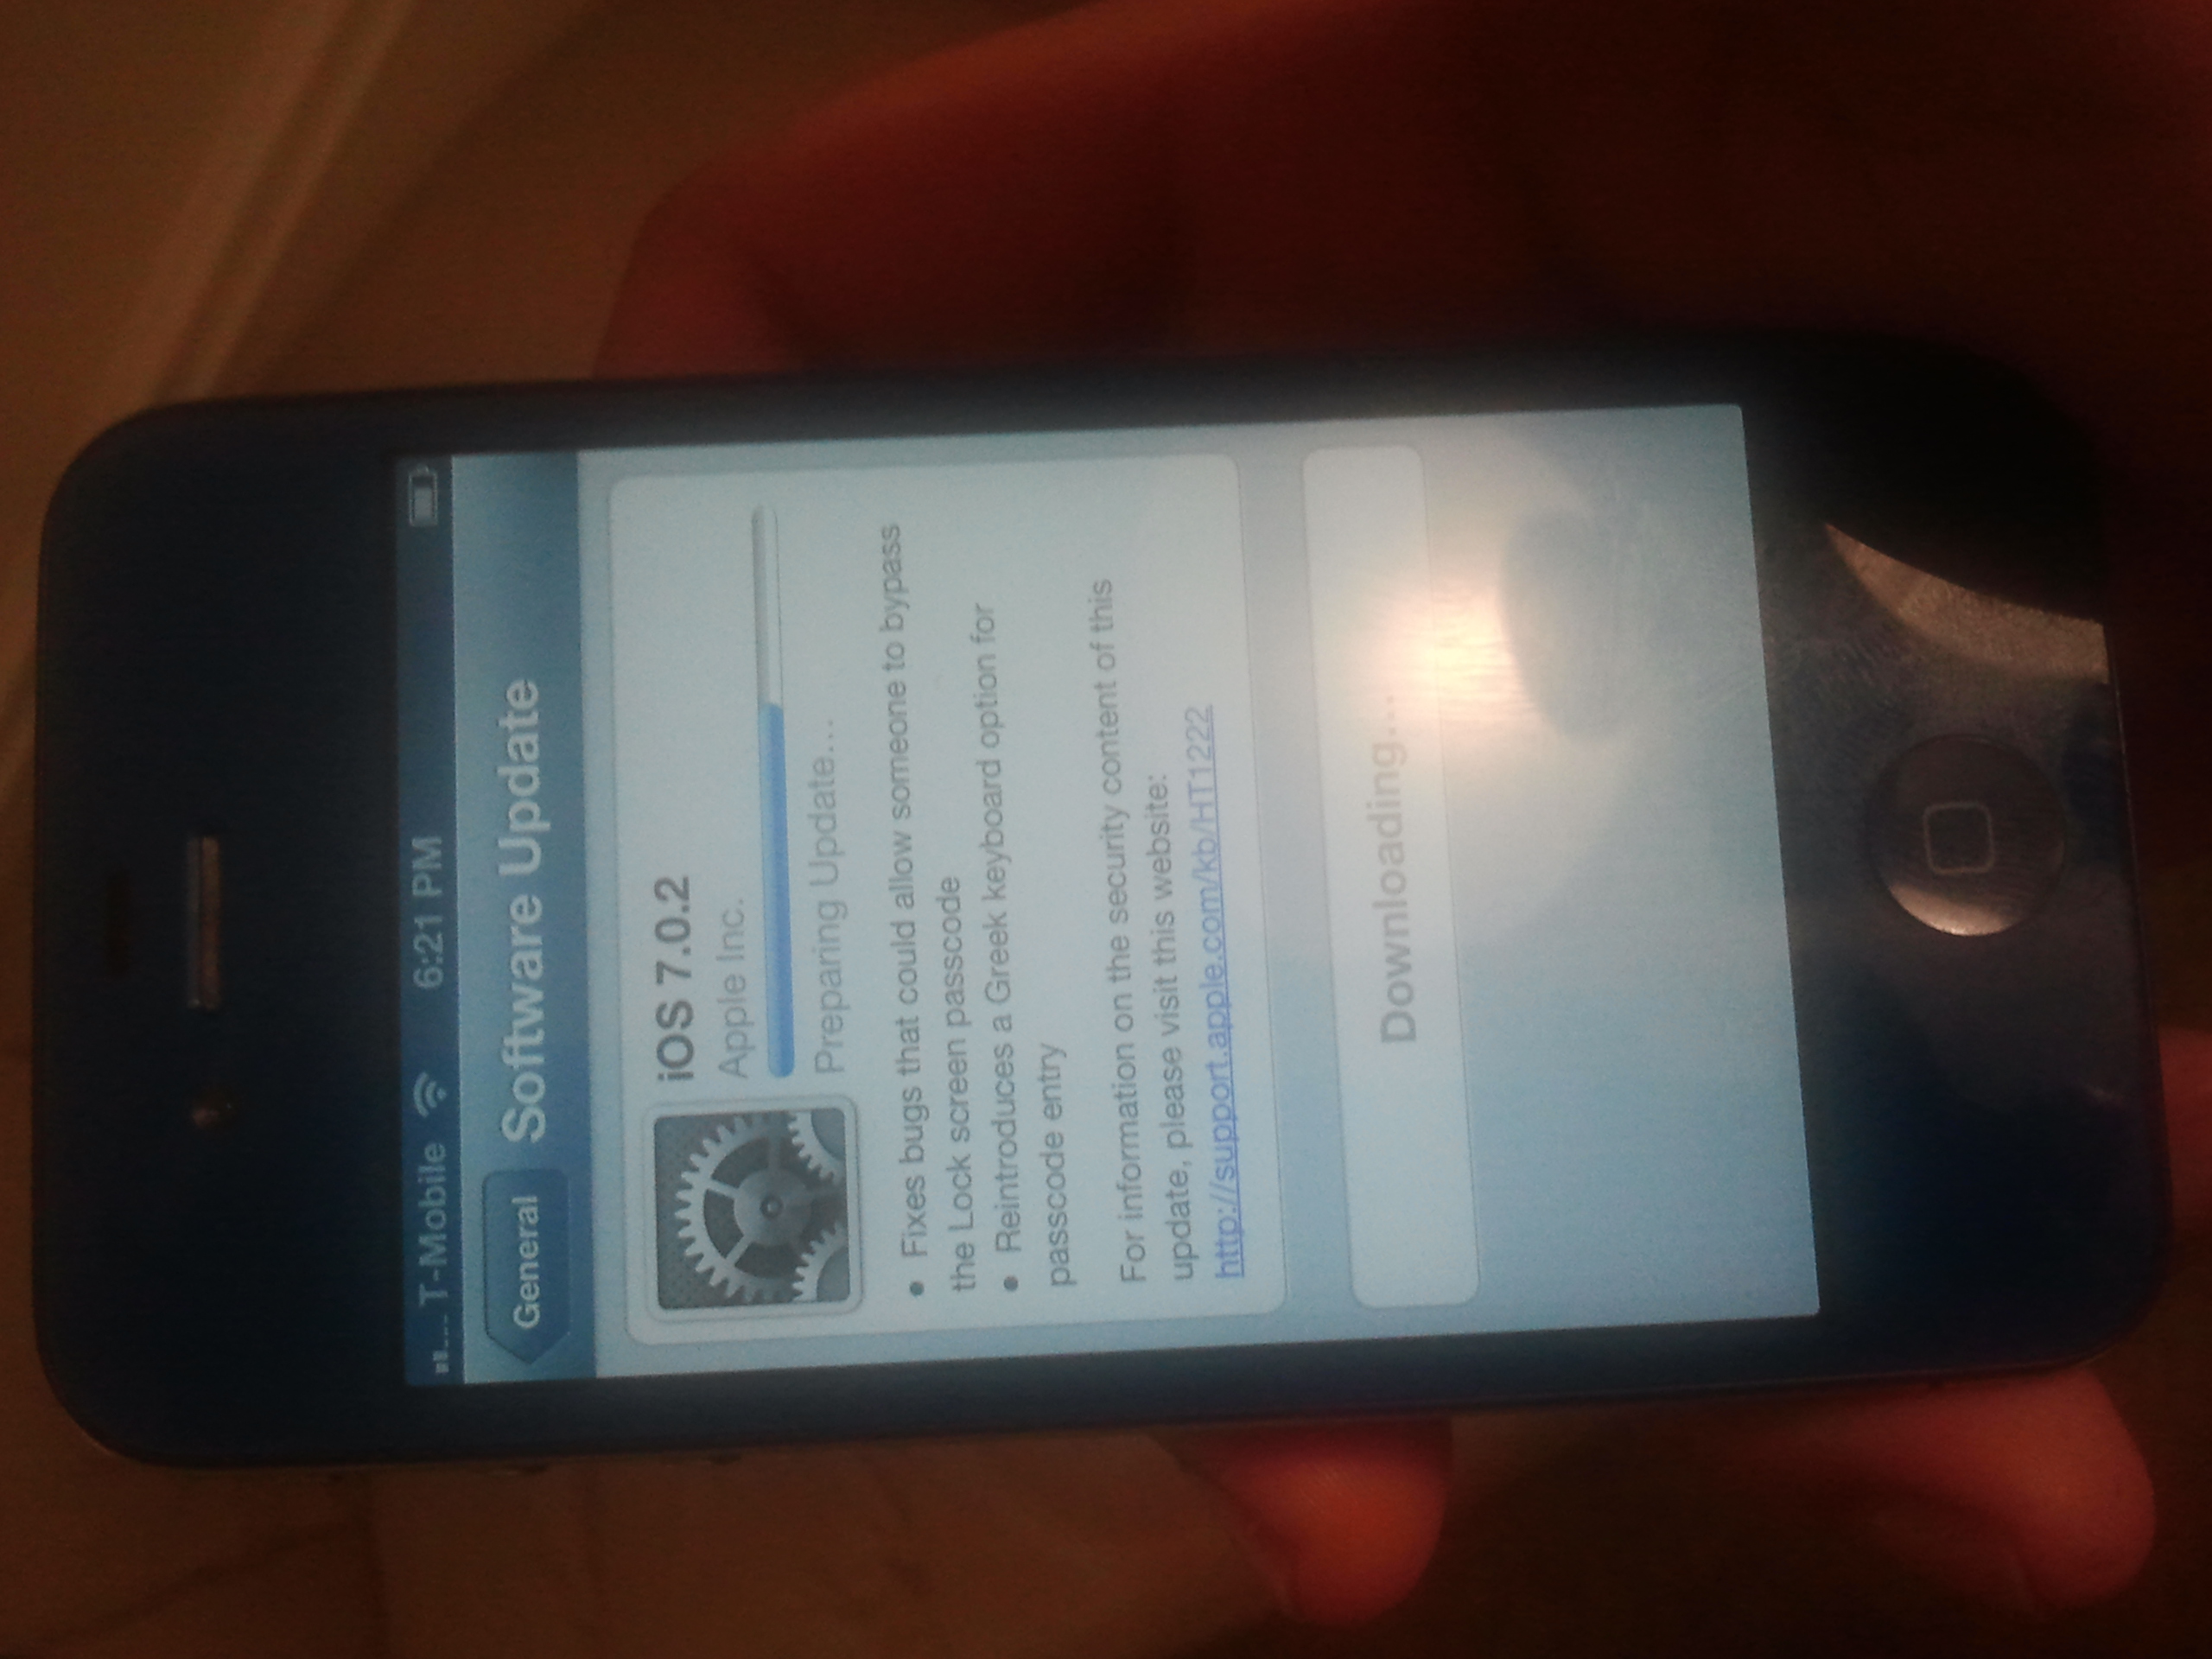 T-Mobile 6:21 PM
General Software Update
iOS 7.0.2
Apple Inc.
Preparing Update...
• Fixes bugs that could allow someone to bypass
the Lock screen passcode
• Reintroduces a Greek keyboard option for
passcode entry
For information on the security content of this
update, please visit this website:
http://support.apple.com/kb/HT1222
Downloading...